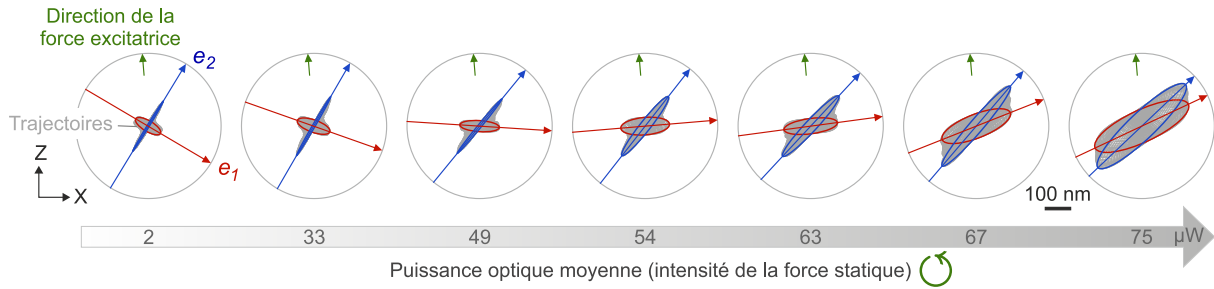 Direction de la
force excitatrice
e2
Trajectoires
e1
Z
X
100 nm
2 33 49 54 63 67 75 µW
Puissance optique moyenne (intensité de la force statique)